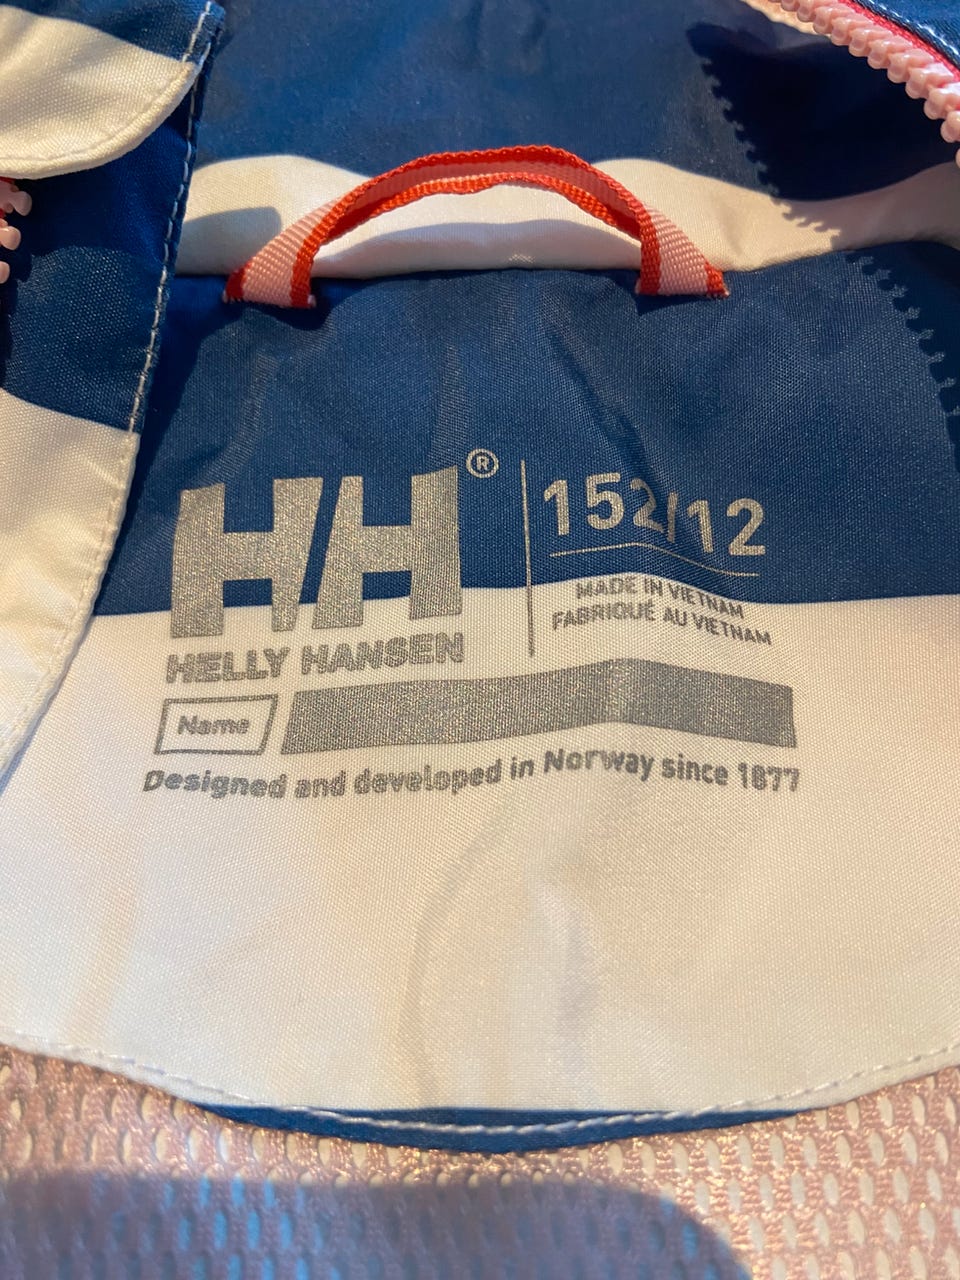 HH®
HELLY HANSEN
152/12
MADE IN VIETNAM
FABRIQUÉ AU VIETNAM
Name
Designed and developed in Norway since 1877